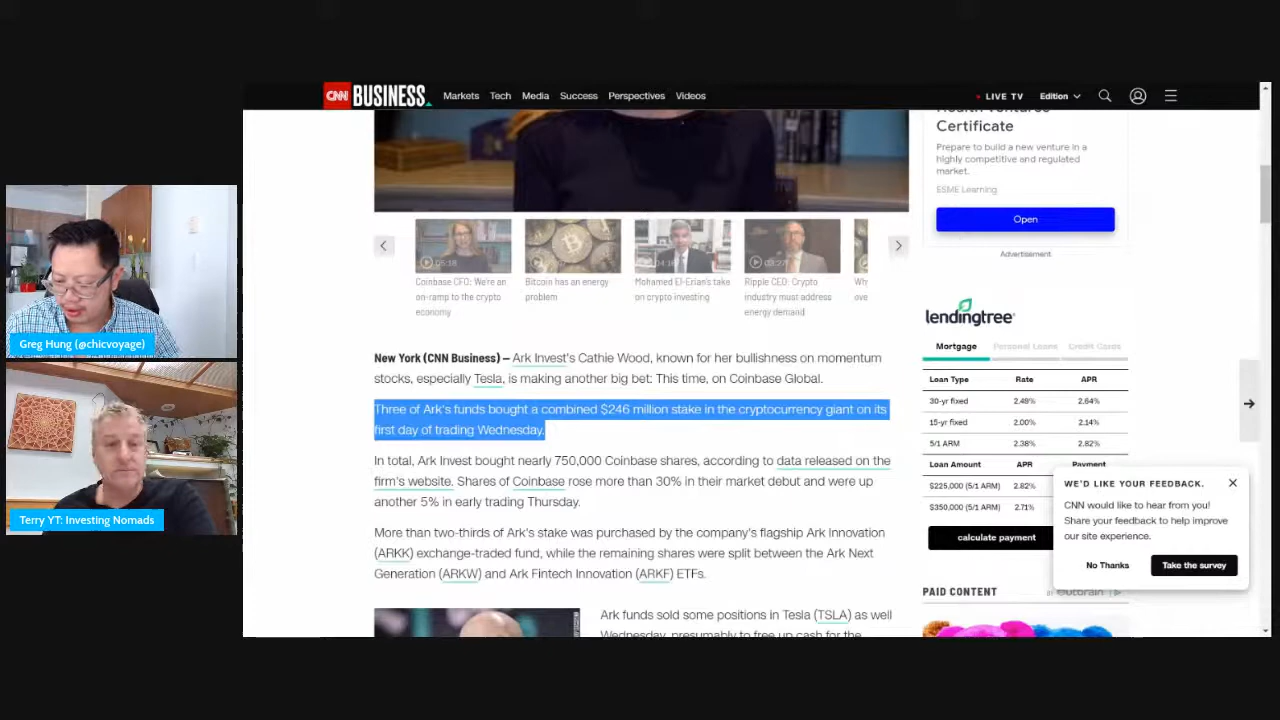 CNN BUSINESS Markets Tech Media Success Perspectives Videos LIVE TV Edition
Greg Hung (@chicvoyage)
Terry YT: Investing Nomads
05:18
Coinbase CFO: We're an
on-ramp to the crypto
economy
Bitcoin has an energy
problem
Mohamed El-Erian's take
on crypto investing
Ripple CEO: Crypto
industry must address
energy demand
New York (CNN Business) — Ark Invest's Cathie Wood, known for her bullishness on momentum
stocks, especially Tesla, is making another big bet: This time, on Coinbase Global.
Three of Ark's funds bought a combined $246 million stake in the cryptocurrency giant on its
first day of trading Wednesday.
In total, Ark Invest bought nearly 750,000 Coinbase shares, according to data released on the
firm's website. Shares of Coinbase rose more than 30% in their market debut and were up
another 5% in early trading Thursday.
More than two-thirds of Ark's stake was purchased by the company's flagship Ark Innovation
(ARKK) exchange-traded fund, while the remaining shares were split between the Ark Next
Generation (ARKW) and Ark Fintech Innovation (ARKF) ETFs.
Ark funds sold some positions in Tesla (TSLA) as well
Wednesday, presumably to free up cash for the
Certificate
Prepare to build a new venture in a
highly competitive and regulated
market.
ESME Learning
Open
Advertisement
lendingtree
Mortgage Personal Loans Credit Cards
Loan Type Rate APR
30-yr fixed 2.49% 2.64%
15-yr fixed 2.00% 2.14%
5/1 ARM 2.38% 2.82%
Loan Amount APR Payment
$225,000 (5/1 ARM) 2.82%
$350,000 (5/1 ARM) 2.71%
calculate payment
WE'D LIKE YOUR FEEDBACK.
CNN would like to hear from you!
Share your feedback to help improve
our site experience.
No Thanks Take the survey
PAID CONTENT